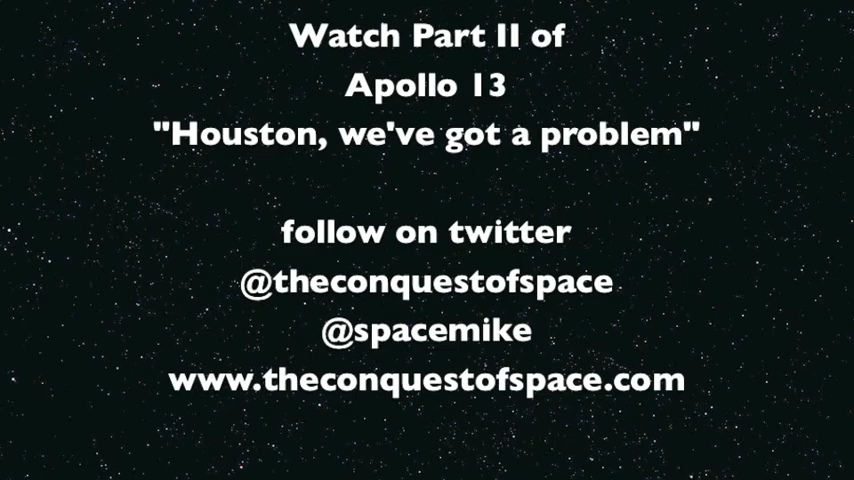 Watch Part II of
Apollo 13
"Houston, we've got a problem"
follow on twitter
@theconquestofspace
@spacemike
www.theconquestofspace.com